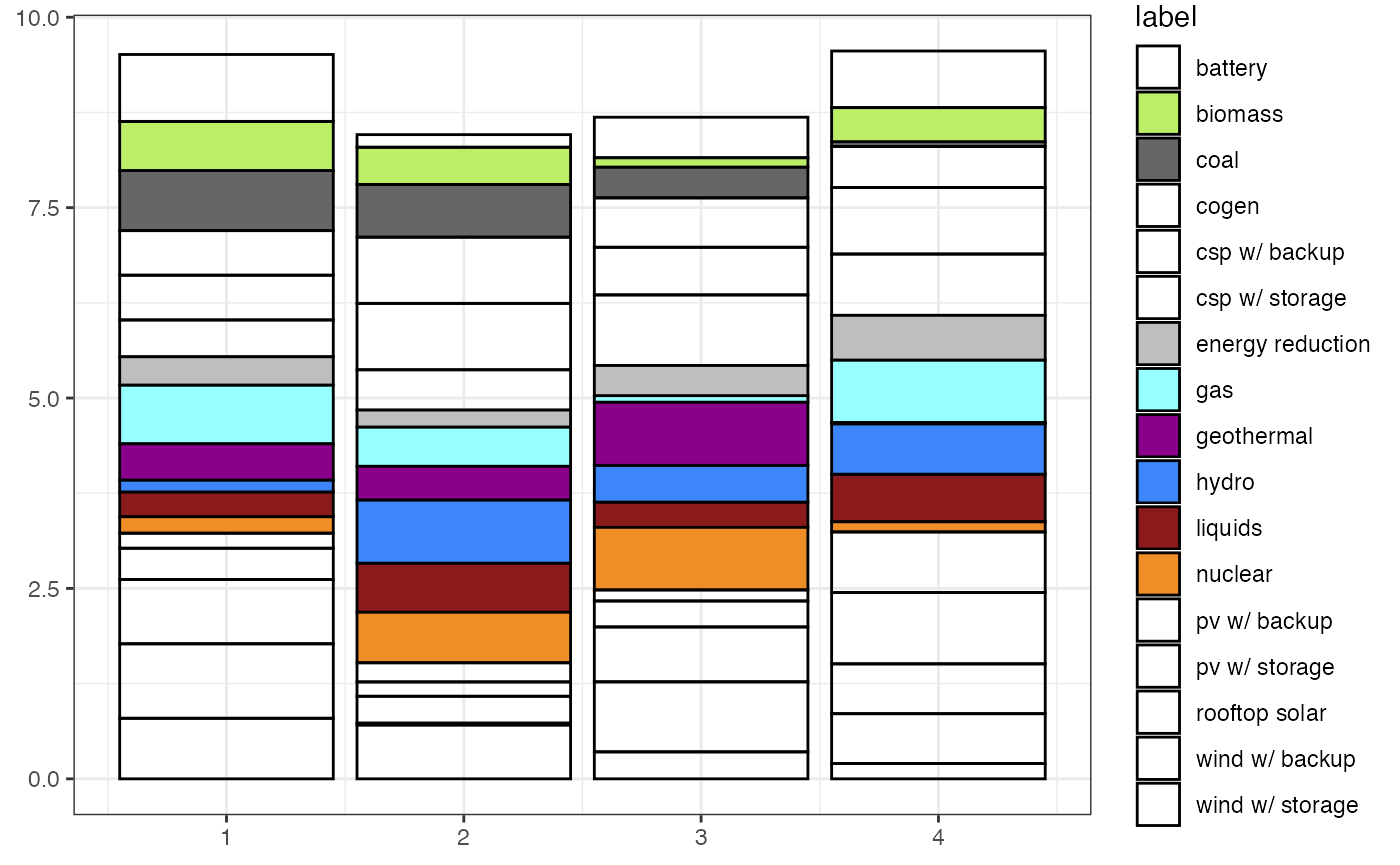 10.0
7.5
5.0
2.5
0.0
1 2 3 4
label
battery
biomass
coal
cogen
csp w/ backup
csp w/ storage
energy reduction
gas
geothermal
hydro
liquids
nuclear
pv w/ backup
pv w/ storage
rooftop solar
wind w/ backup
wind w/ storage